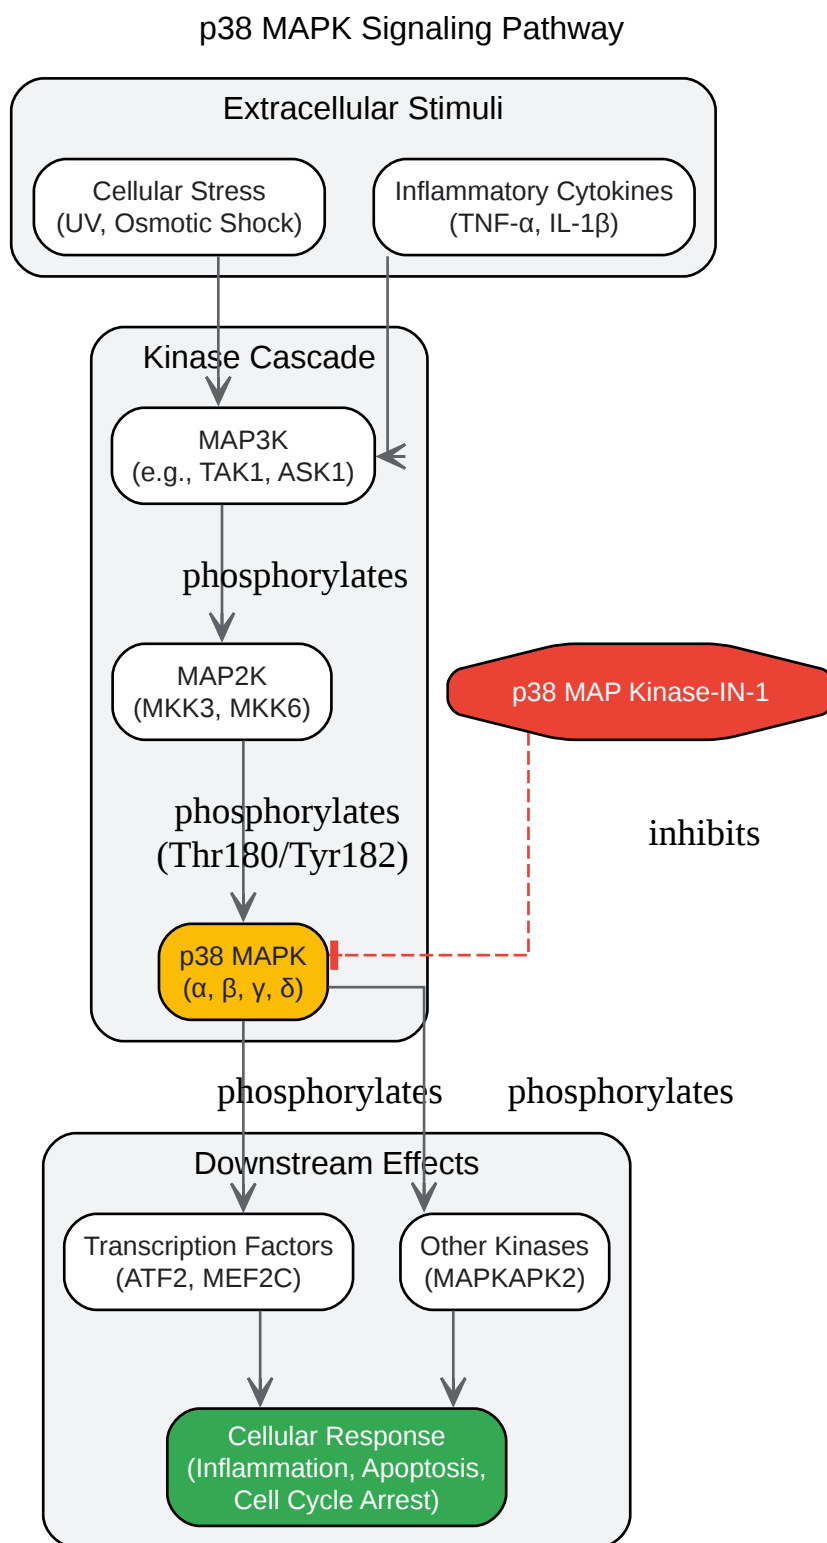 p38 MAPK Signaling Pathway
Extracellular Stimuli
Cellular Stress
(UV, Osmotic Shock)
Inflammatory Cytokines
(TNF-α, IL-1β)
Kinase Cascade
MAP3K
(e.g., TAK1, ASK1)
phosphorylates
MAP2K
(MKK3, MKK6)
p38 MAP Kinase-IN-1
phosphorylates
(Thr180/Tyr182)
inhibits
p38 MAPK
(α, β, γ, δ)
phosphorylates
phosphorylates
Downstream Effects
Transcription Factors
(ATF2, MEF2C)
Other Kinases
(MAPKAPK2)
Cellular Response
(Inflammation, Apoptosis,
Cell Cycle Arrest)